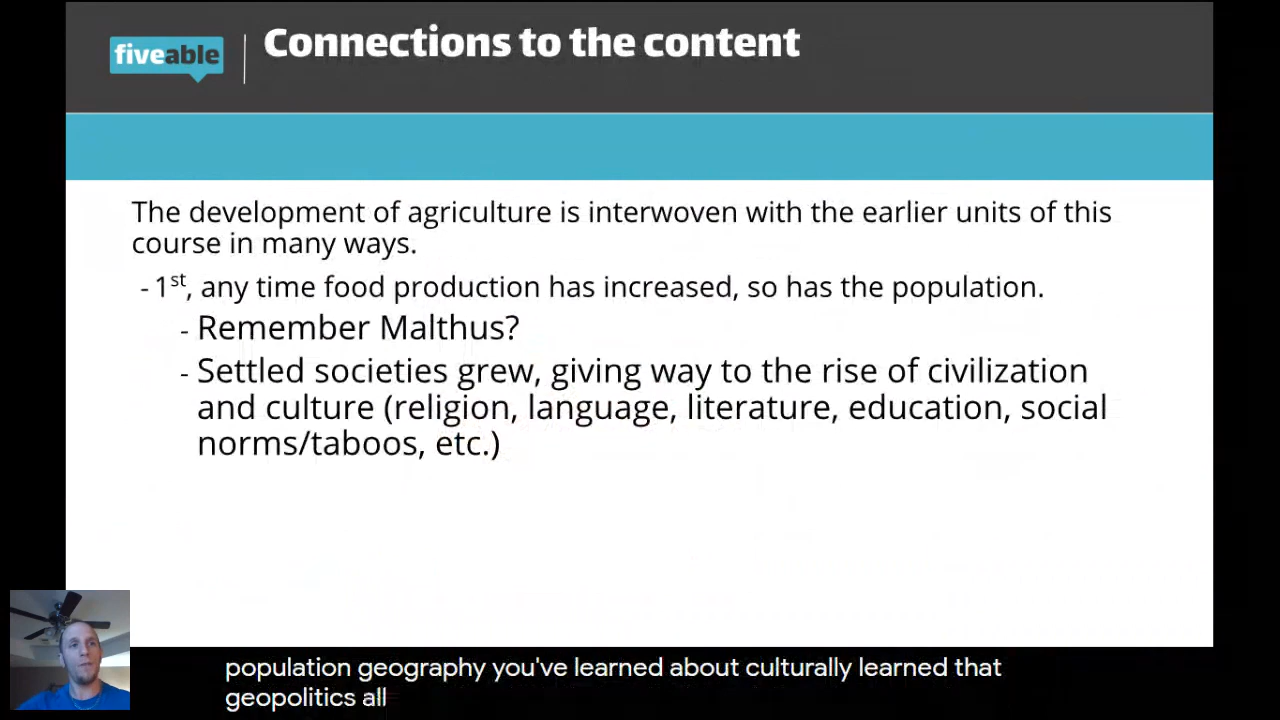 fiveable
Connections to the content
The development of agriculture is interwoven with the earlier units of this
course in many ways.
- 1st, any time food production has increased, so has the population.
- Remember Malthus?
- Settled societies grew, giving way to the rise of civilization
and culture (religion, language, literature, education, social
norms/taboos, etc.)
population geography you've learned about culturally learned that
geopolitics all